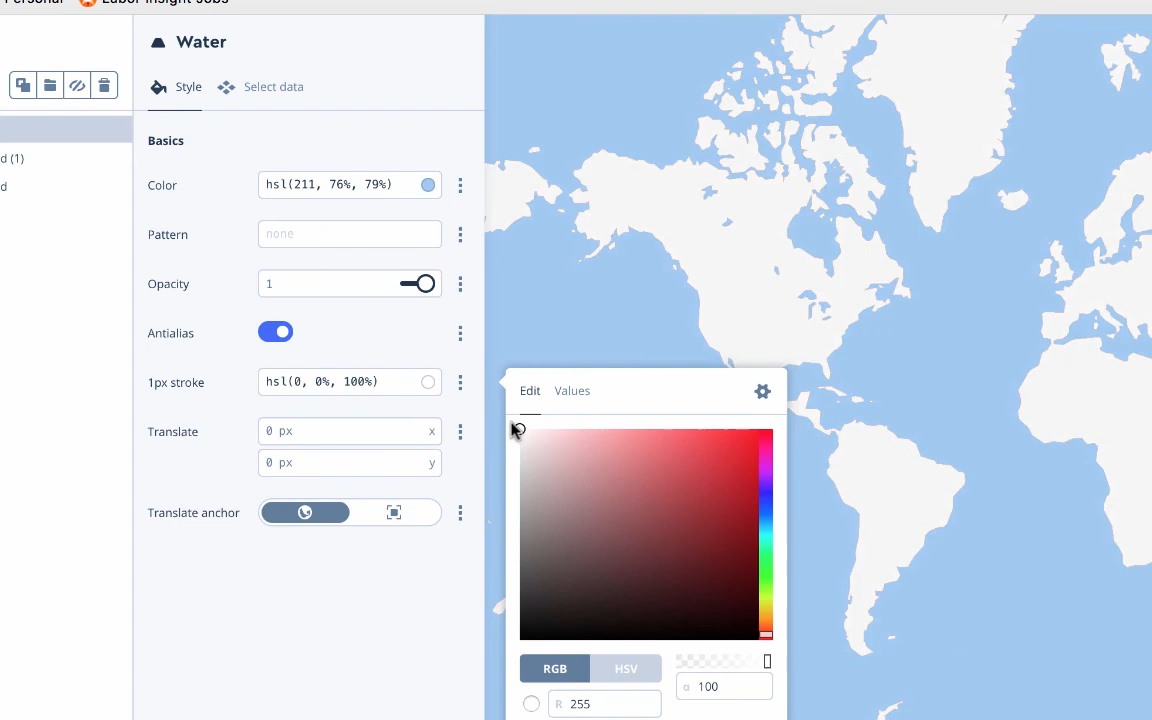 Personal Labor Insight Jobs
Water
Style Select data
d (1)
d
Basics
Color hsl(211, 76%, 79%)
Pattern none
Opacity 1
Antialias
1px stroke hsl(0, 0%, 100%)
Translate 0 px x
0 px y
Translate anchor
Edit Values
RGB HSV
α 100
R 255